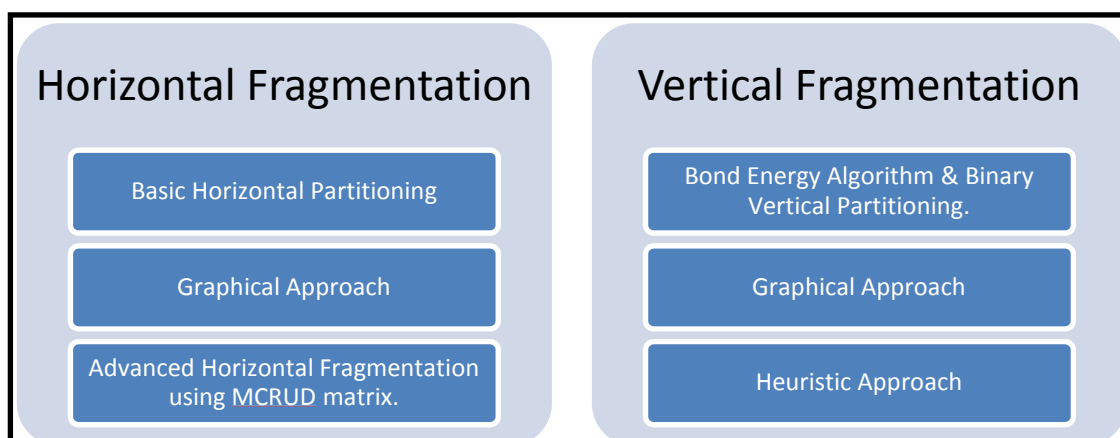 Horizontal Fragmentation
Basic Horizontal Partitioning
Graphical Approach
Advanced Horizontal Fragmentation
using MCRUD matrix.
Vertical Fragmentation
Bond Energy Algorithm & Binary
Vertical Partitioning.
Graphical Approach
Heuristic Approach